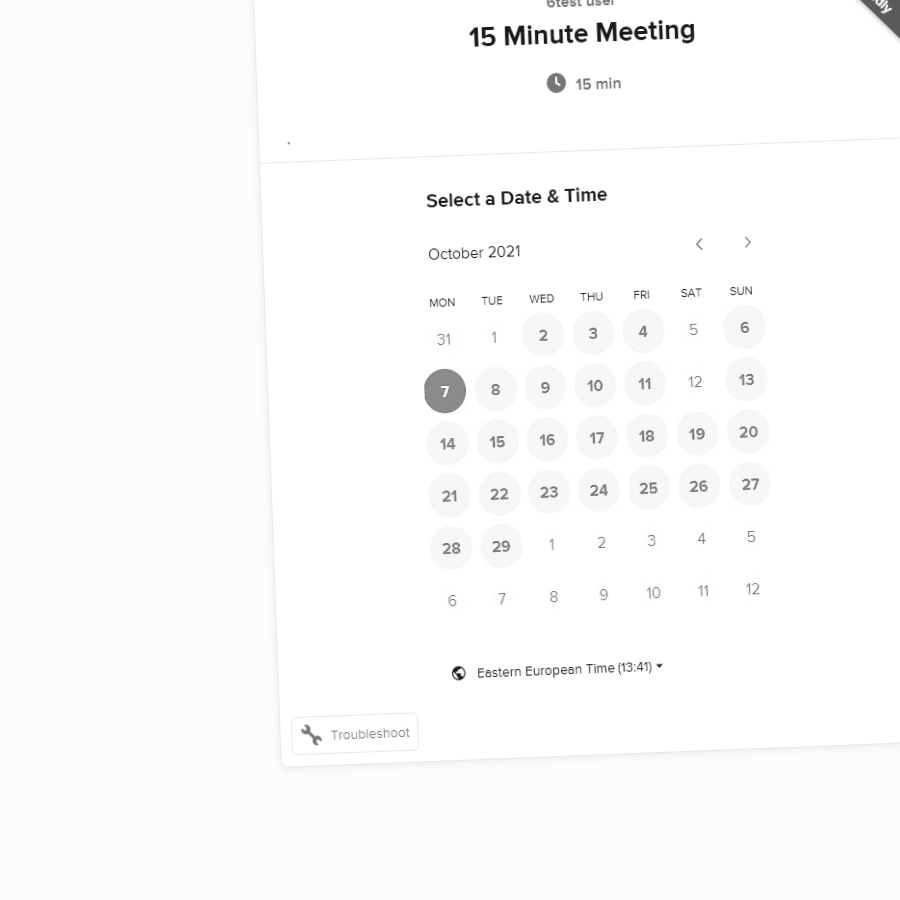 6test user
15 Minute Meeting
15 min
Select a Date & Time
October 2021
MON TUE WED THU FRI SAT SUN
31 1 2 3 4 5 6
7 8 9 10 11 12 13
14 15 16 17 18 19 20
21 22 23 24 25 26 27
28 29 1 2 3 4 5
6 7 8 9 10 11 12
Eastern European Time (13:41)
Troubleshoot